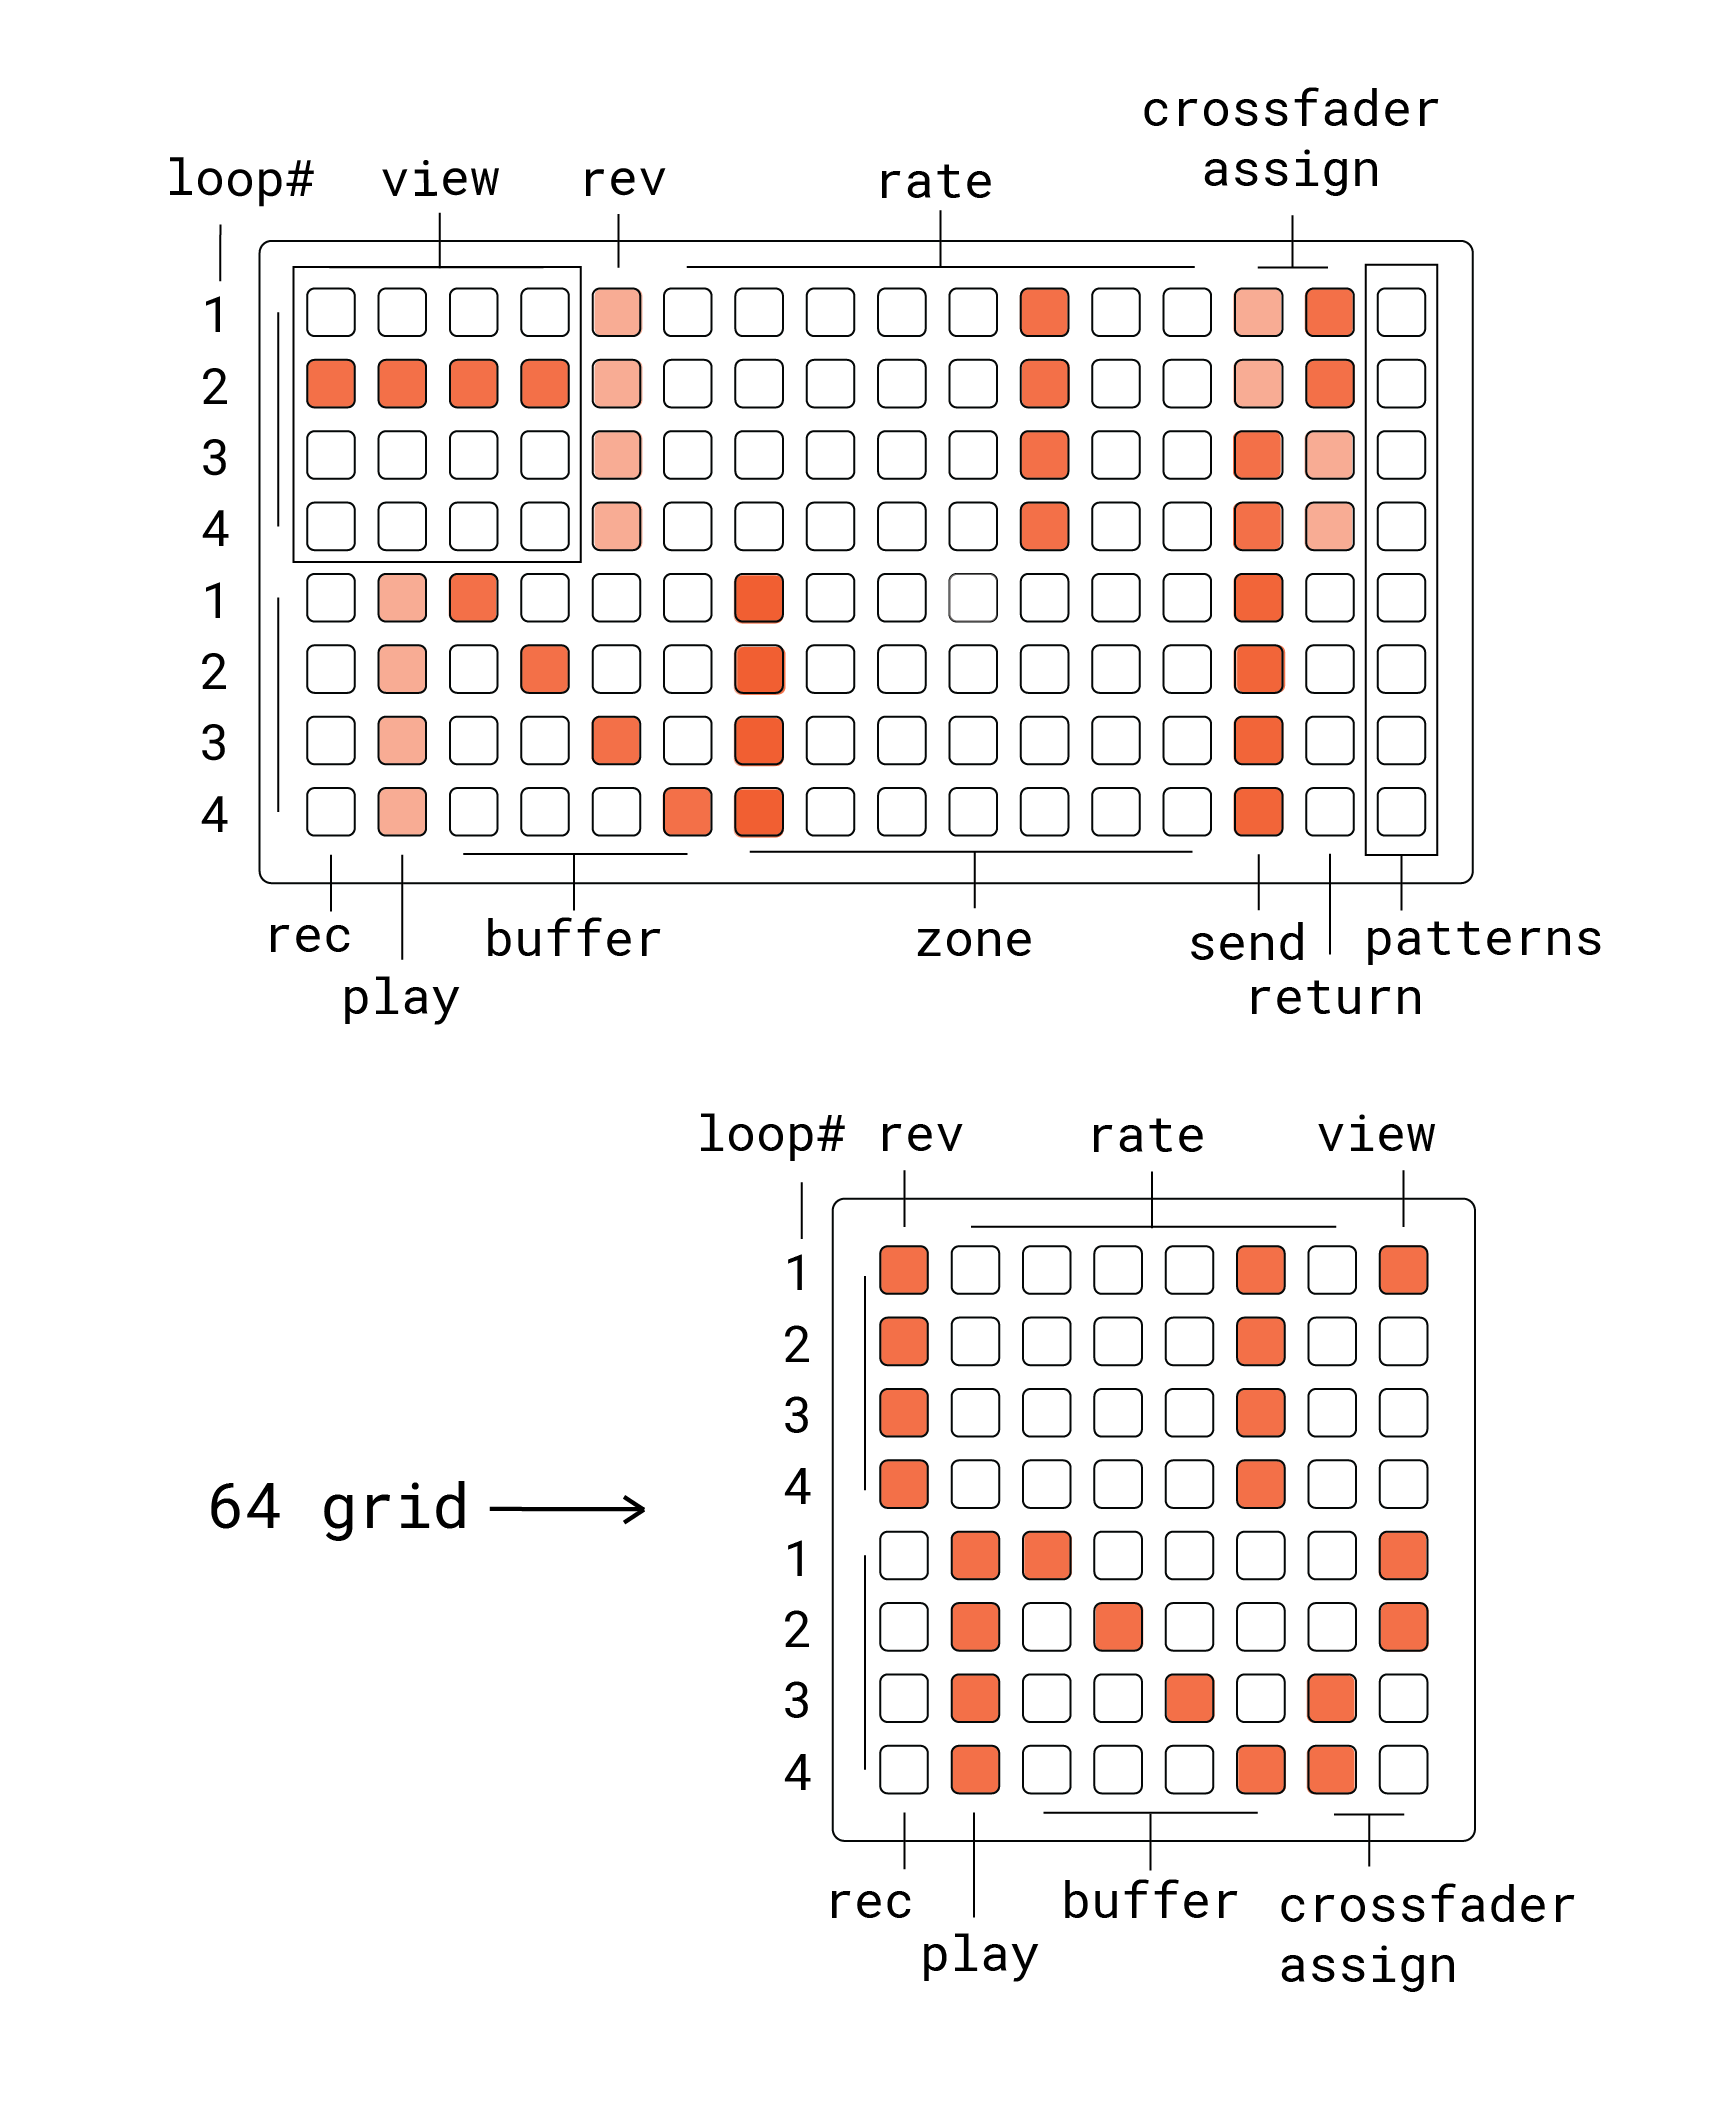 crossfader
assign
loop# view rev rate
1
2
3
4
1
2
3
4
rec buffer zone send patterns
play return
loop# rev rate view
1
2
3
4
64 grid
1
2
3
4
rec buffer crossfader
play assign